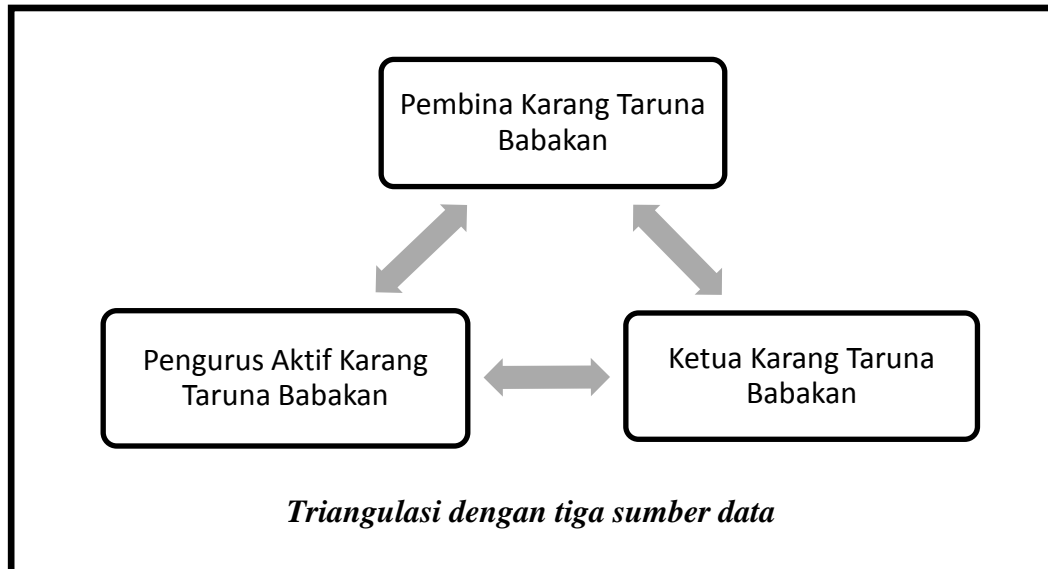 Pembina Karang Taruna
Babakan
Pengurus Aktif Karang
Taruna Babakan
Ketua Karang Taruna
Babakan
Triangulasi dengan tiga sumber data